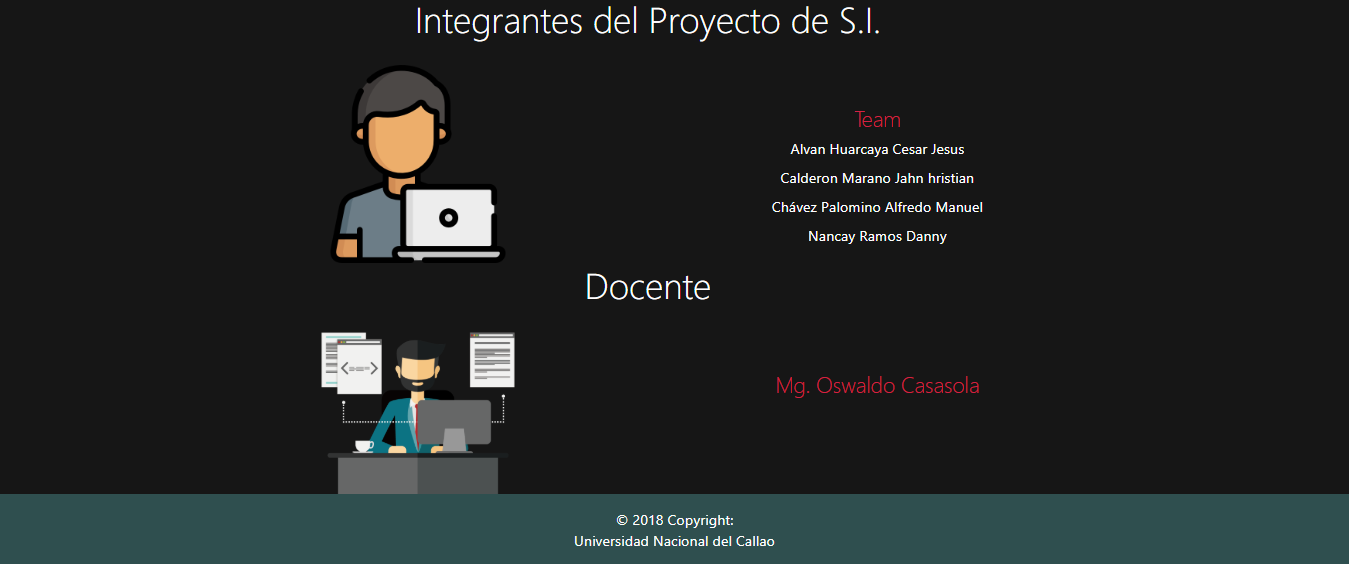 Integrantes del Proyecto de S.I.
Team
Alvan Huarcaya Cesar Jesus
Calderon Marano Jahn hristian
Chávez Palomino Alfredo Manuel
Nancay Ramos Danny
Docente
Mg. Oswaldo Casasola
© 2018 Copyright:
Universidad Nacional del Callao